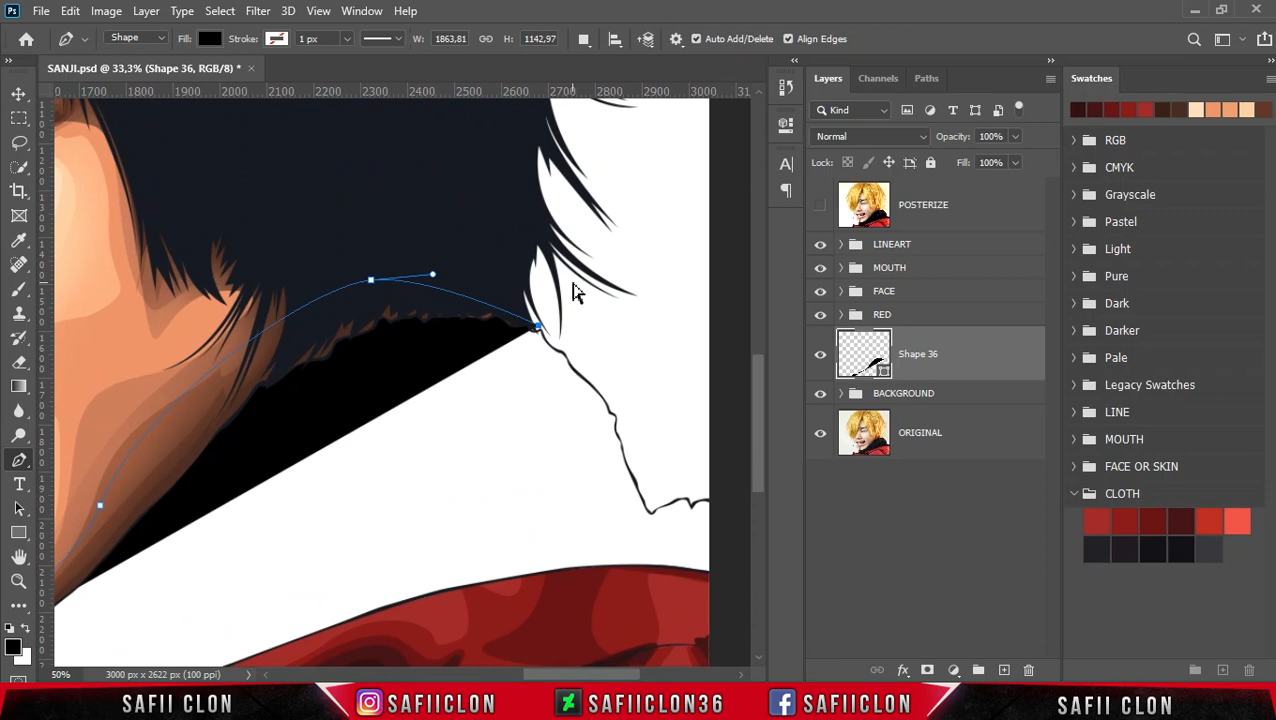 Ps File Edit Image Layer Type Select Filter 3D View Window Help
Shape Fill: Stroke: 1 px W: 1863,81 H: 1142,97 Auto Add/Delete Align Edges
SANJI.psd @ 33,3% (Shape 36, RGB/8) *
1700 1800 1900 2000 2100 2200 2300 2400 2500 2600 2700 2800 2900 3000 31
Layers Channels Paths
Kind
Normal Opacity: 100%
Lock: Fill: 100%
POSTERIZE
LINEART
MOUTH
FACE
RED
Shape 36
BACKGROUND
ORIGINAL
Swatches
RGB
CMYK
Grayscale
Pastel
Light
Pure
Dark
Darker
Pale
Legacy Swatches
LINE
MOUTH
FACE OR SKIN
CLOTH
50% 3000 px x 2622 px (100 ppi)
SAFII CLON SAFIICLON SAFIICLON36 SAFIICLON SAFII CLON